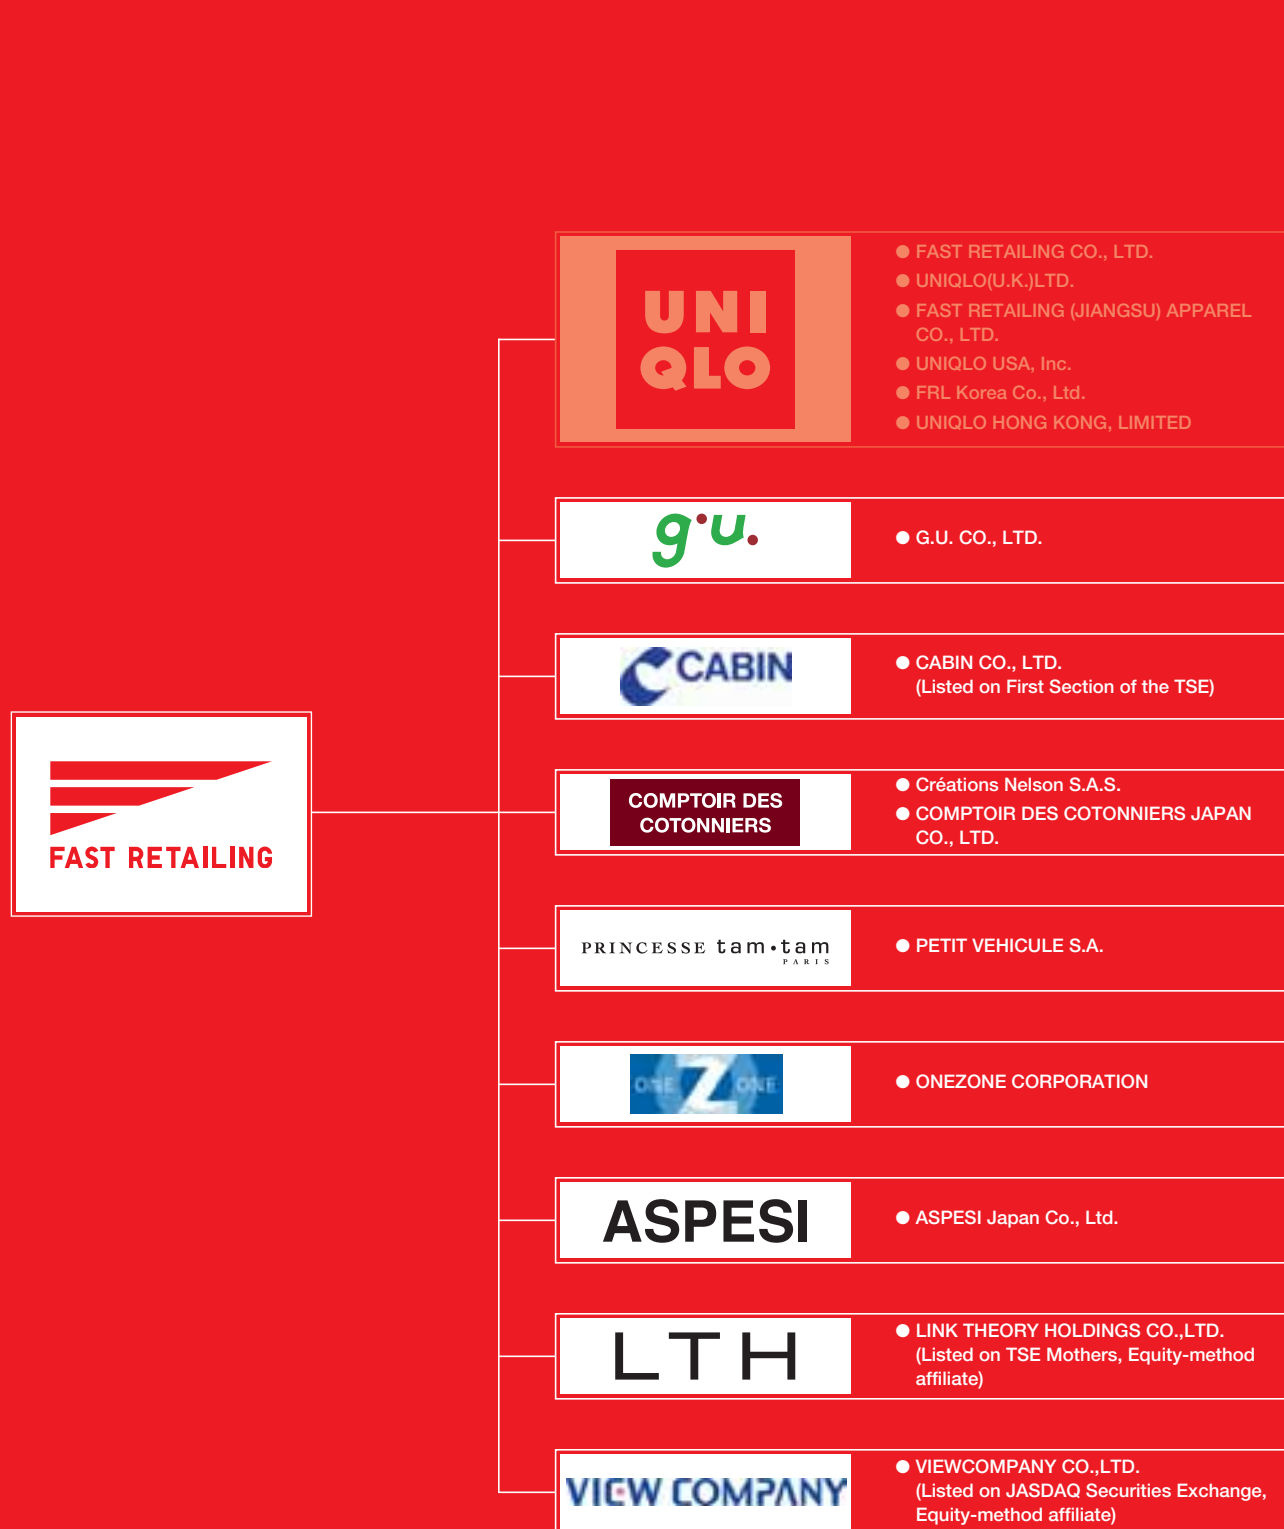 UNI
QLO
● FAST RETAILING CO., LTD.
● UNIQLO(U.K.)LTD.
● FAST RETAILING (JIANGSU) APPAREL
CO., LTD.
● UNIQLO USA, Inc.
● FRL Korea Co., Ltd.
● UNIQLO HONG KONG, LIMITED
g.u.
● G.U. CO., LTD.
CABIN
● CABIN CO., LTD.
(Listed on First Section of the TSE)
FAST RETAILING
COMPTOIR DES
COTONNIERS
● Créations Nelson S.A.S.
● COMPTOIR DES COTONNIERS JAPAN
CO., LTD.
PRINCESSE tam•tam
PARIS
● PETIT VEHICULE S.A.
ONE Z ONE
● ONEZONE CORPORATION
ASPESI
● ASPESI Japan Co., Ltd.
LTH
● LINK THEORY HOLDINGS CO.,LTD.
(Listed on TSE Mothers, Equity-method
affiliate)
VIEW COMPANY
● VIEWCOMPANY CO.,LTD.
(Listed on JASDAQ Securities Exchange,
Equity-method affiliate)